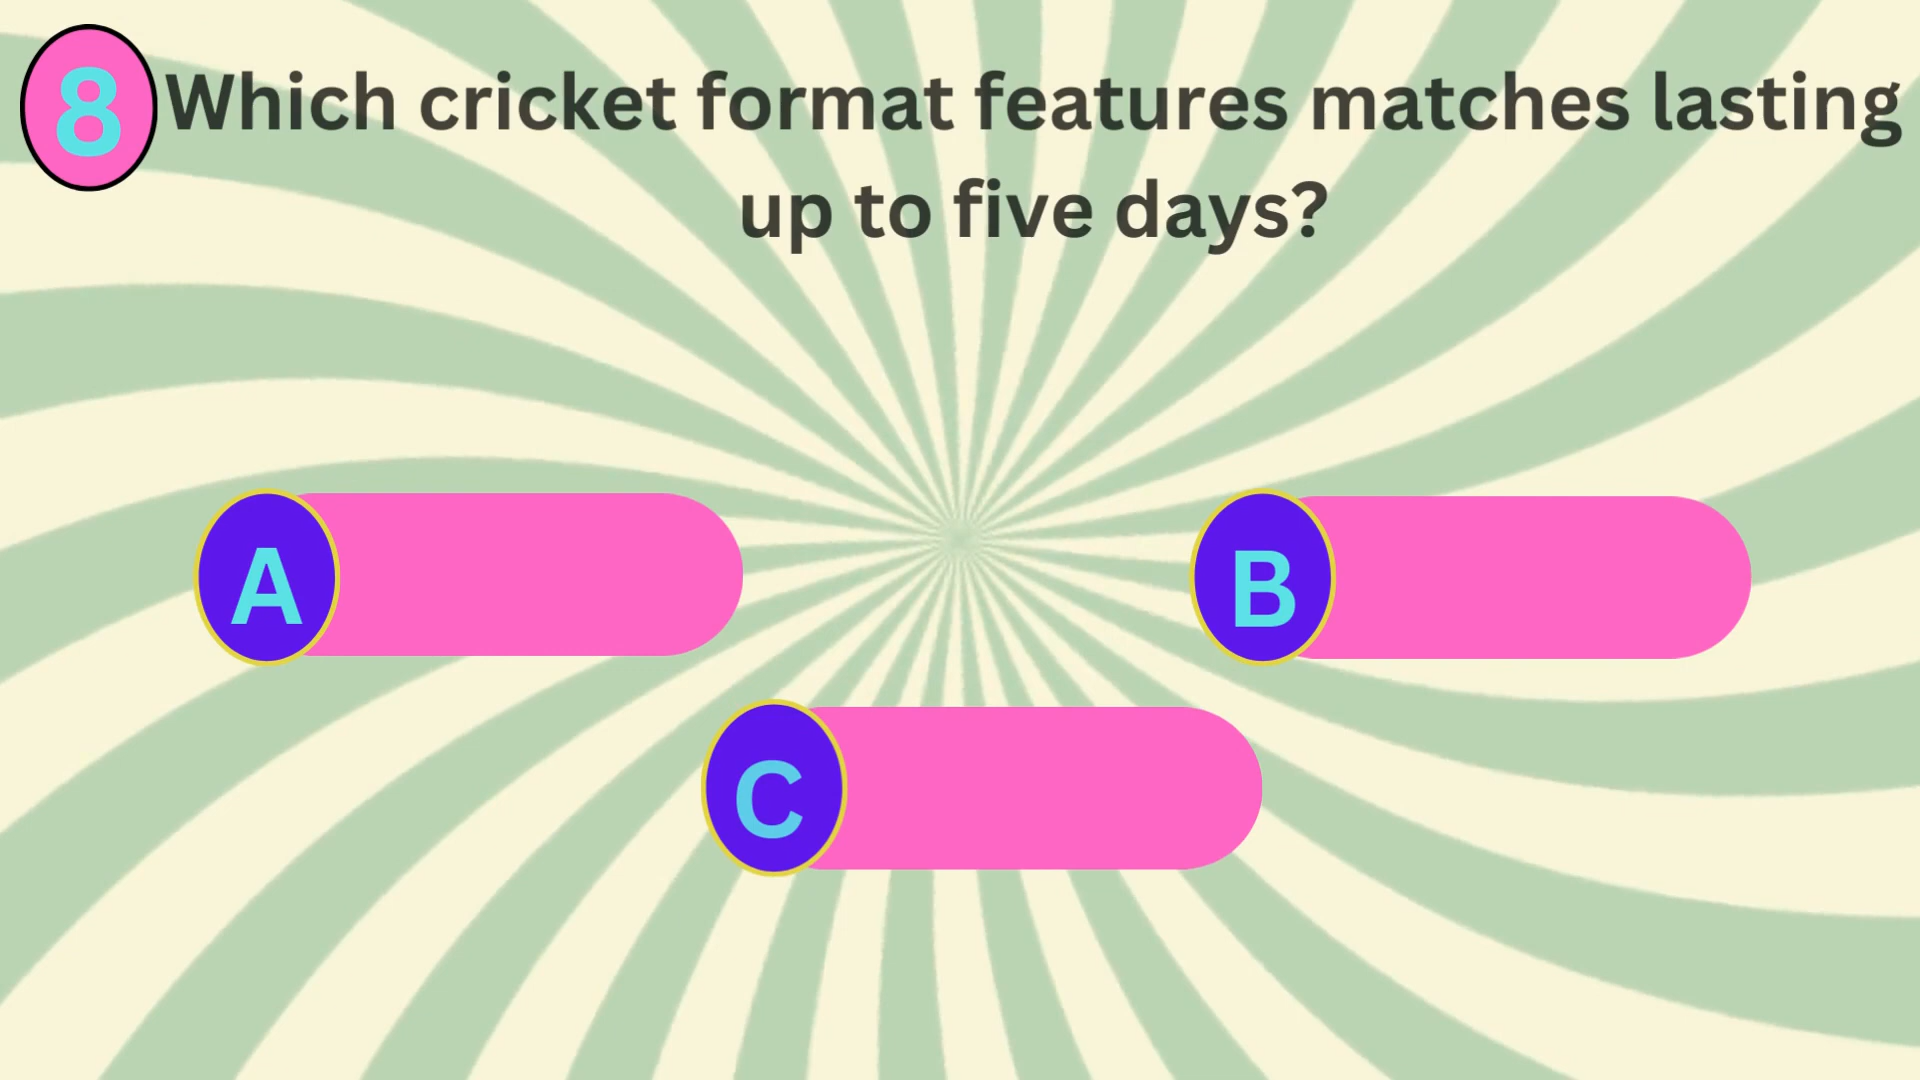 8
Which cricket format features matches lasting
up to five days?
A
B
C